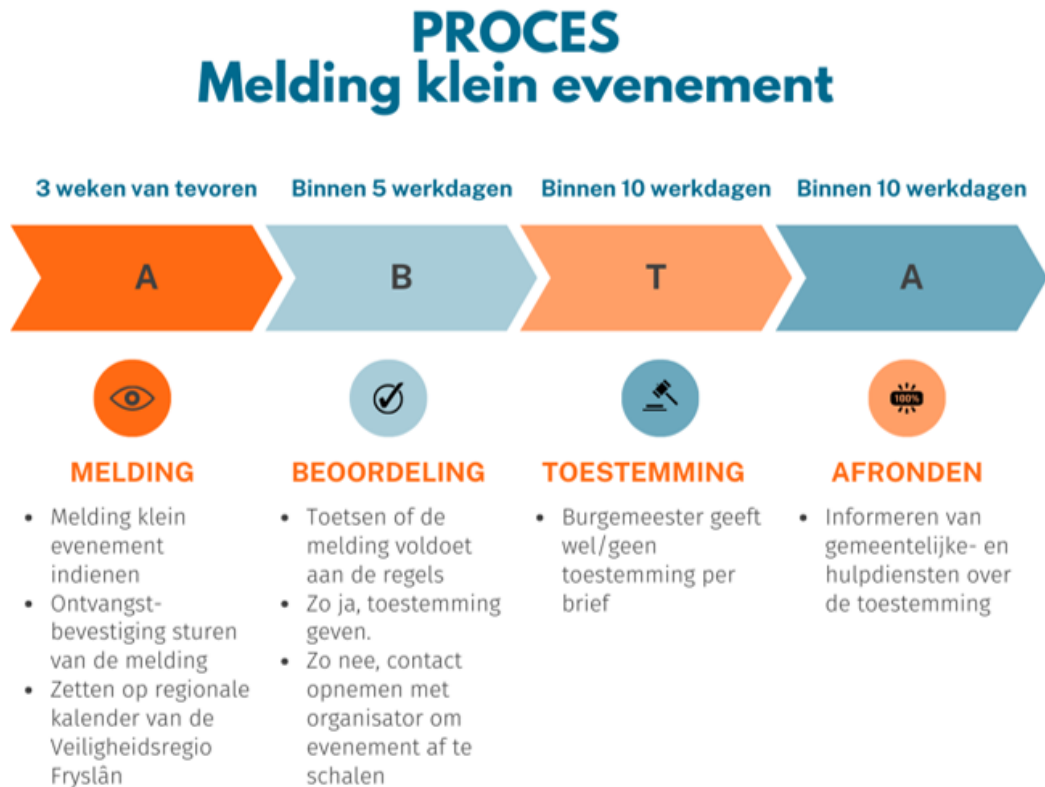 PROCES
Melding klein evenement
3 weken van tevoren
Binnen 5 werkdagen
Binnen 10 werkdagen
Binnen 10 werkdagen
A
B
T
A
100%
MELDING
• Melding klein
evenement
indienen
• Ontvangst-
bevestiging sturen
van de melding
• Zetten op regionale
kalender van de
Veiligheidsregio
Fryslân
BEOORDELING
• Toetsen of de
melding voldoet
aan de regels
• Zo ja, toestemming
geven.
• Zo nee, contact
opnemen met
organisator om
evenement af te
schalen
TOESTEMMING
• Burgemeester geeft
wel/geen
toestemming per
brief
AFRONDEN
• Informeren van
gemeentelijke- en
hulpdiensten over
de toestemming